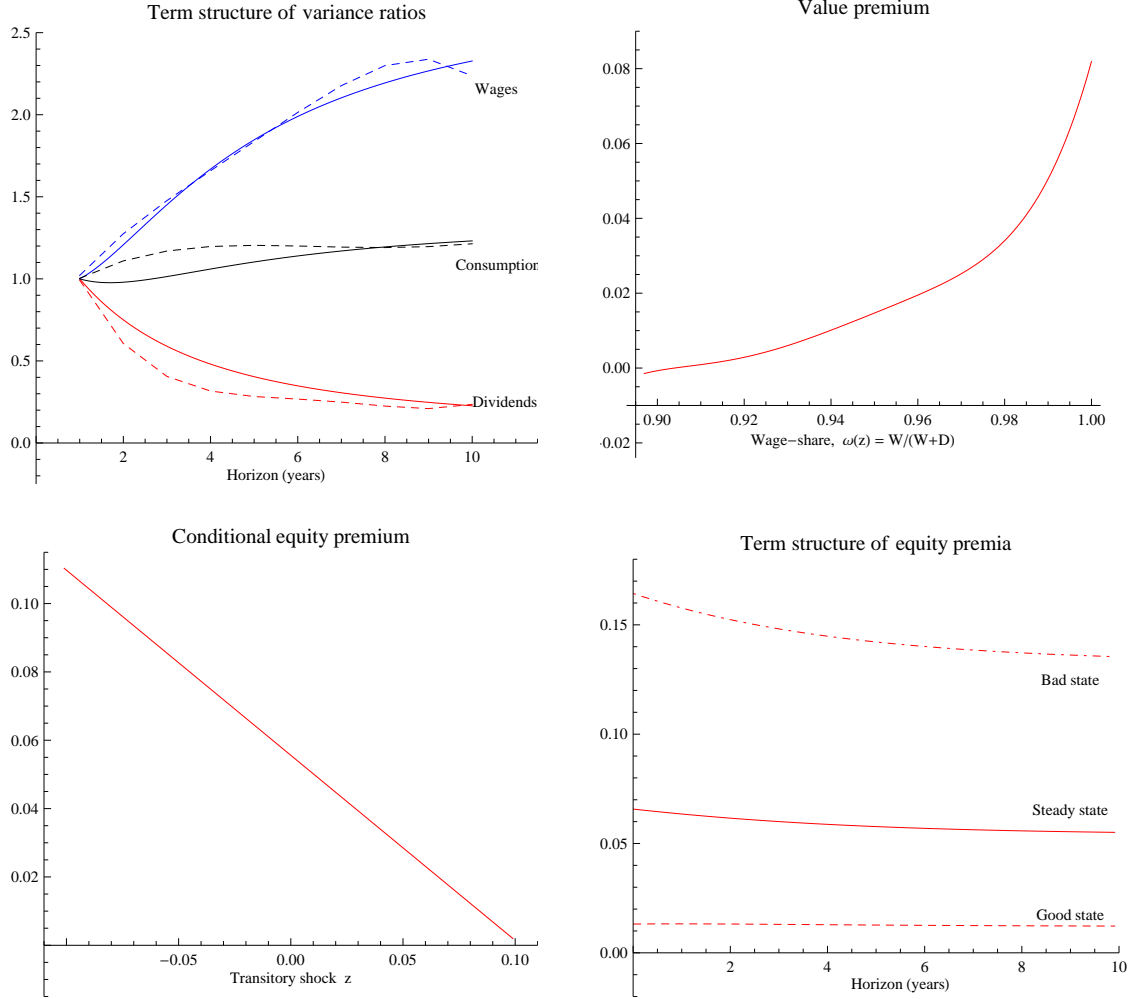 Term structure of variance ratios
2.5
2.0
1.5
1.0
0.5
0.0
Wages
Consumption
Dividends
2 4 6 8 10
Horizon (years)
Value premium
0.08
0.06
0.04
0.02
0.00
0.02
0.90 0.92 0.94 0.96 0.98 1.00
Wage-share, ω(z) = W/(W+D)
Conditional equity premium
0.10
0.08
0.06
0.04
0.02
-0.05 0.00 0.05 0.10
Transitory shock z
Term structure of equity premia
0.15
0.10
0.05
0.00
Bad state
Steady state
Good state
2 4 6 8 10
Horizon (years)